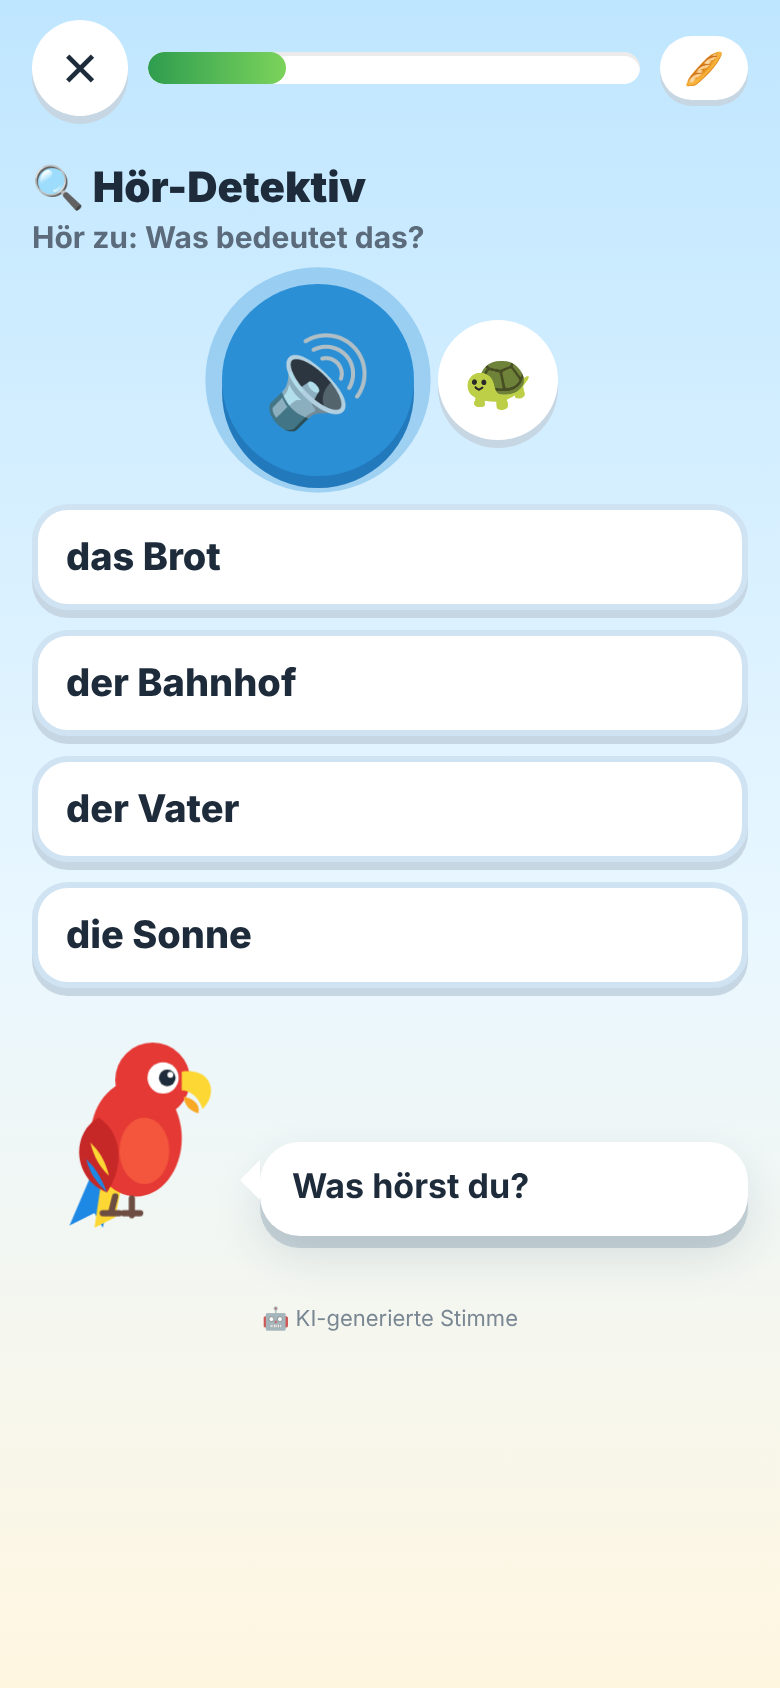 Hör-Detektiv
Hör zu: Was bedeutet das?
das Brot
der Bahnhof
der Vater
die Sonne
Was hörst du?
KI-generierte Stimme